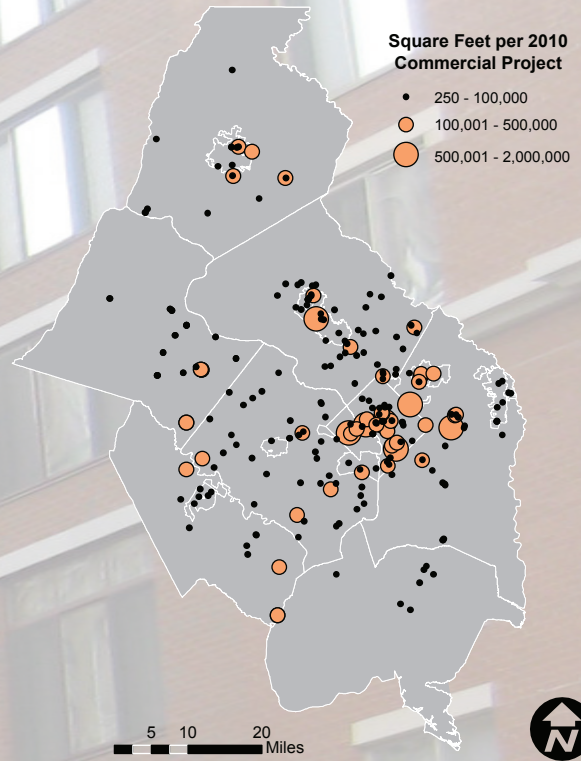 Square Feet per 2010
Commercial Project
250 - 100,000
100,001 - 500,000
500,001 - 2,000,000
5 10 20
Miles
N